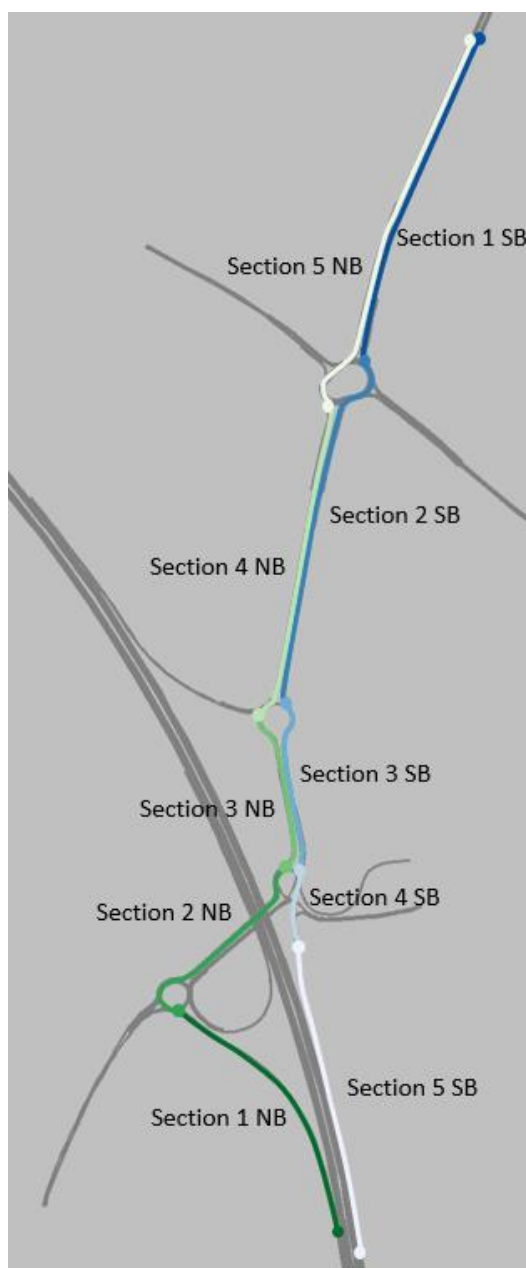 Section 1 SB
Section 5 NB
Section 2 SB
Section 4 NB
Section 3 SB
Section 3 NB
Section 4 SB
Section 2 NB
Section 5 SB
Section 1 NB